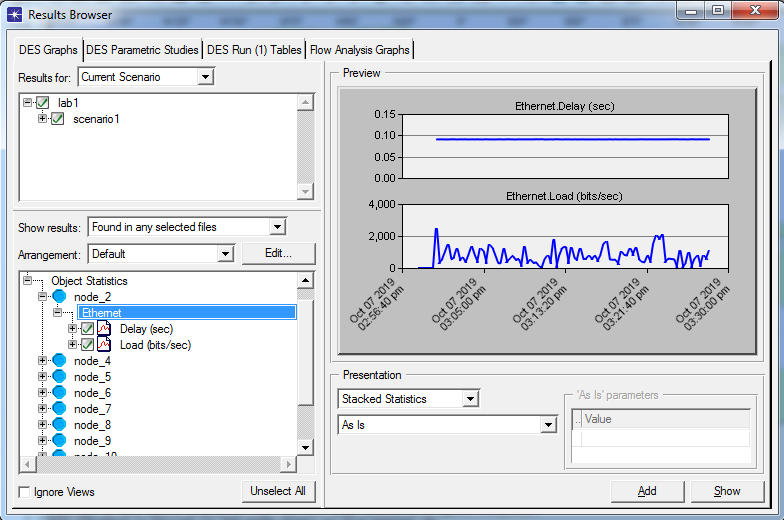 Results Browser
DES Graphs DES Parametric Studies DES Run (1) Tables Flow Analysis Graphs
Results for: Current Scenario
lab1
scenario1
Show results: Found in any selected files
Arrangement: Default Edit...
Object Statistics
node_2
Ethernet
Delay (sec)
Load (bits/sec)
node_4
node_5
node_6
node_7
node_8
node_9
node_10
Ignore Views Unselect All
Preview
Ethernet.Delay (sec)
0.15
0.10
0.05
0.00
Ethernet.Load (bits/sec)
4,000
2,000
0
Oct 07 2019
02:56:40 pm
Oct 07 2019
03:05:00 pm
Oct 07 2019
03:13:20 pm
Oct 07 2019
03:21:40 pm
Oct 07 2019
03:30:00 pm
Presentation
Stacked Statistics
As Is
'As Is' parameters
.. Value
Add Show